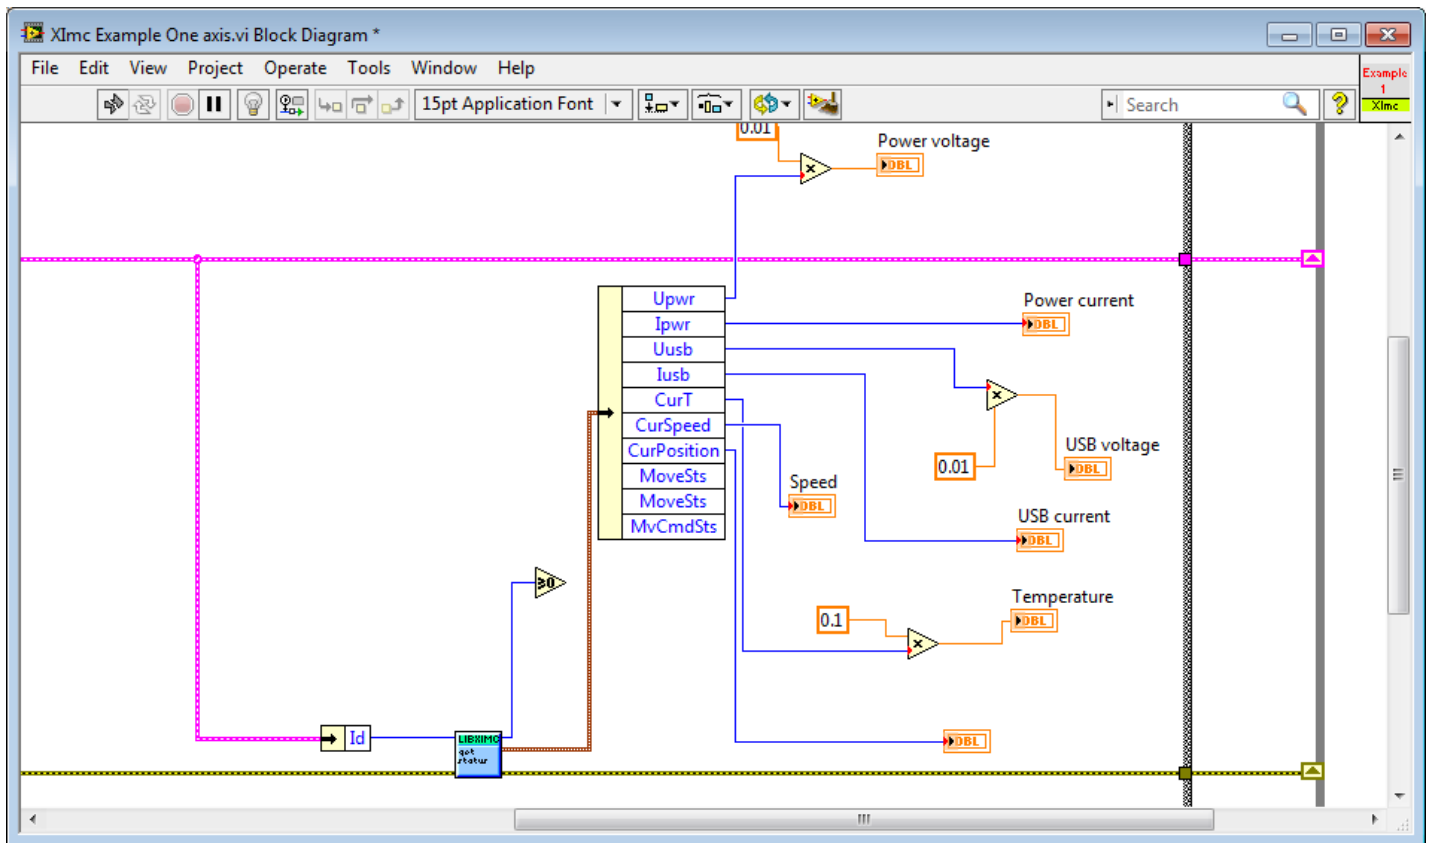 XImc Example One axis.vi Block Diagram *
File Edit View Project Operate Tools Window Help
15pt Application Font
Search
Example
1
XImc
0.01
Power voltage
DBL
Upwr
Ipwr
Uusb
Iusb
CurT
CurSpeed
CurPosition
MoveSts
MoveSts
MvCmdSts
Power current
DBL
x
0.01
USB voltage
DBL
Speed
DBL
USB current
DBL
≥0
0.1
x
Temperature
DBL
Id
LIBXIMC
get
status
DBL